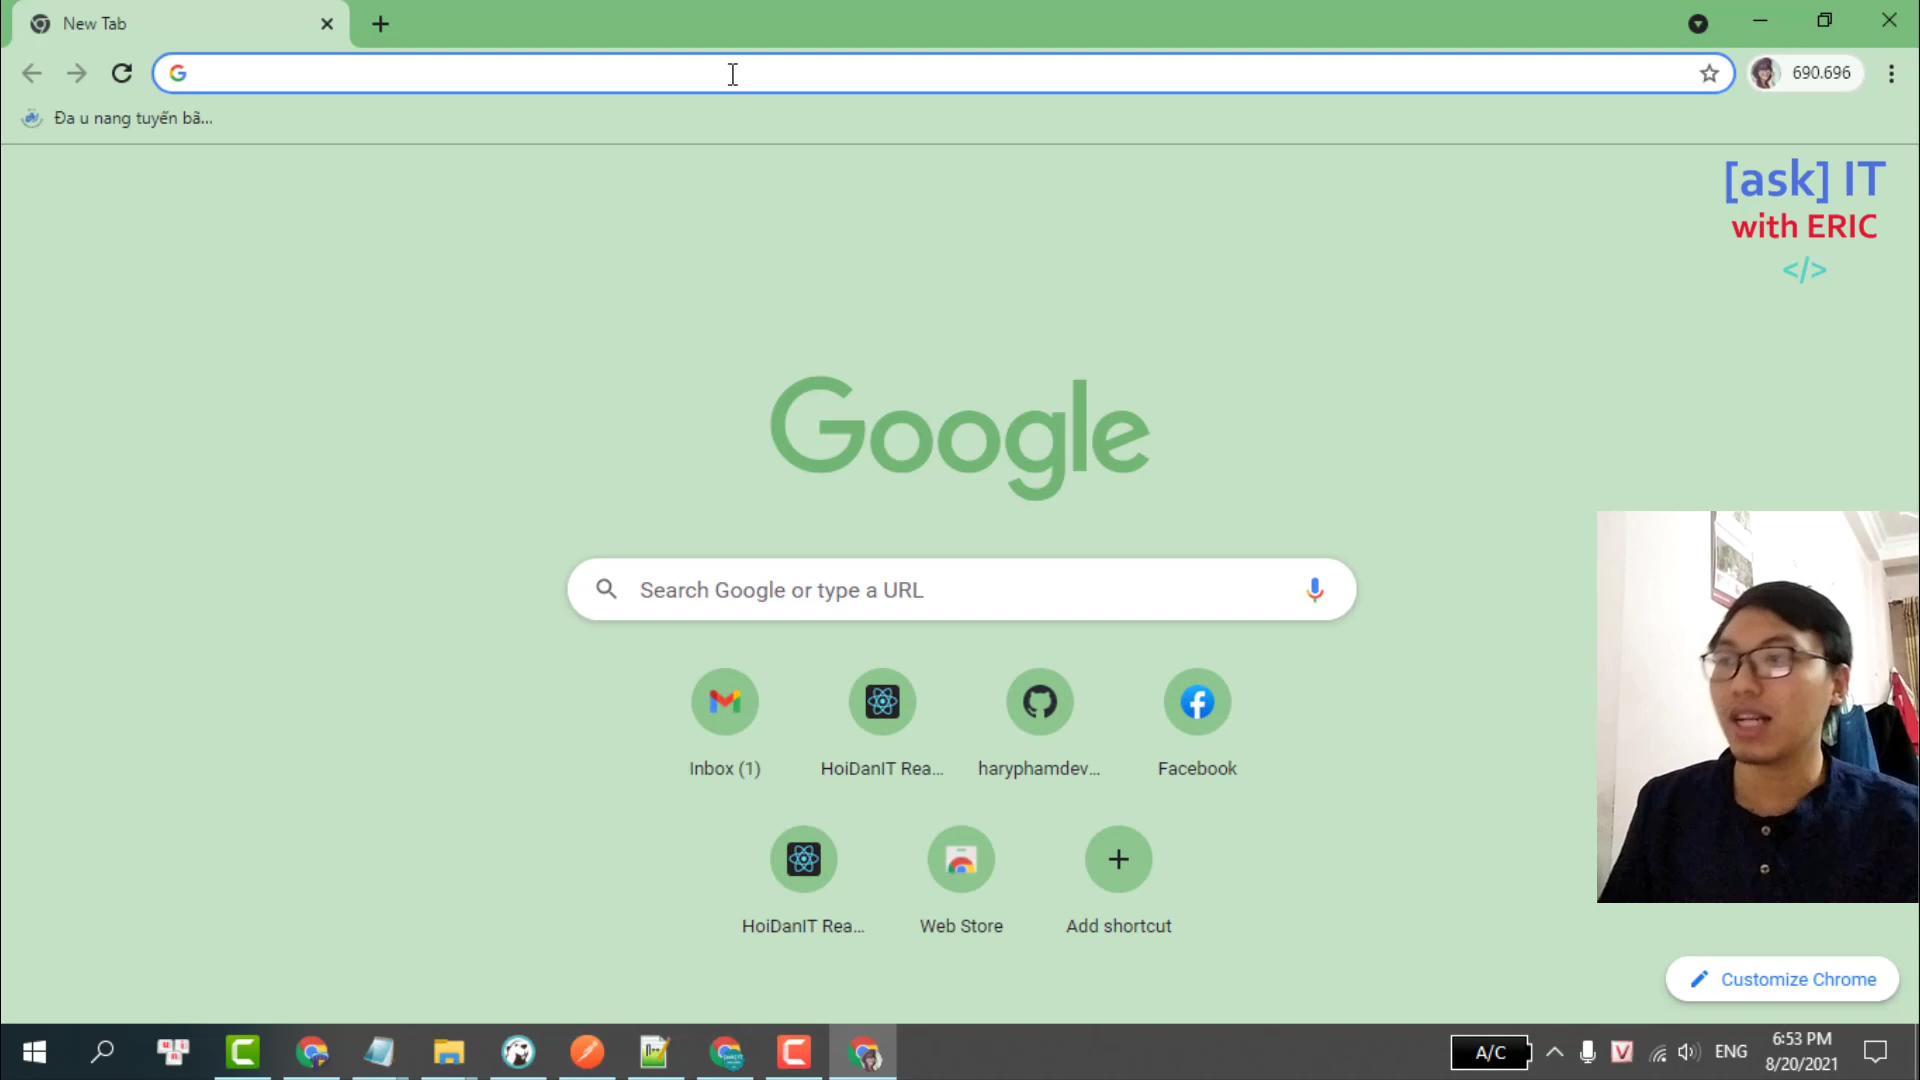 New Tab
690.696
Đa u nang tuyến bã...
[ask] IT
with ERIC
</>
Google
Search Google or type a URL
Inbox (1)
HoiDanIT Rea...
haryphamdev...
Facebook
HoiDanIT Rea...
Web Store
Add shortcut
Customize Chrome
A/C
ENG
6:53 PM
8/20/2021